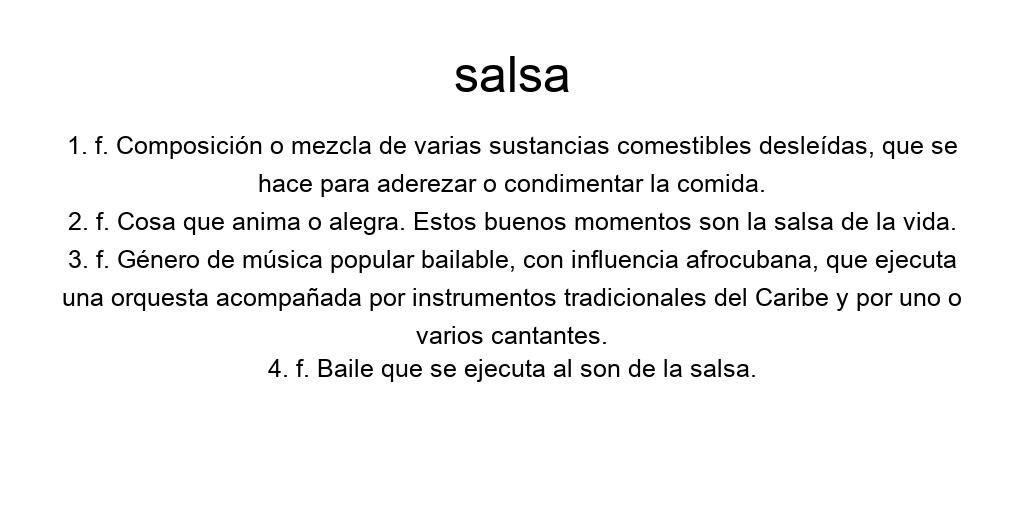 salsa
1. f. Composición o mezcla de varias sustancias comestibles desleídas, que se
hace para aderezar o condimentar la comida.
2. f. Cosa que anima o alegra. Estos buenos momentos son la salsa de la vida.
3. f. Género de música popular bailable, con influencia afrocubana, que ejecuta
una orquesta acompañada por instrumentos tradicionales del Caribe y por uno o
varios cantantes.
4. f. Baile que se ejecuta al son de la salsa.